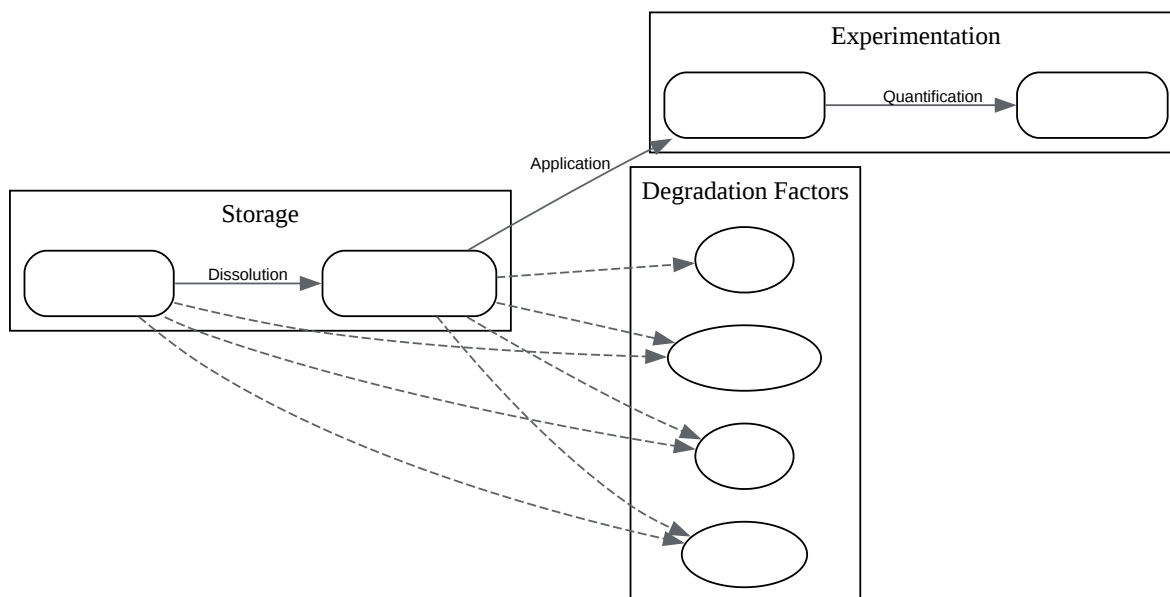 Experimentation
Quantification
Application
Degradation Factors
Storage
Dissolution